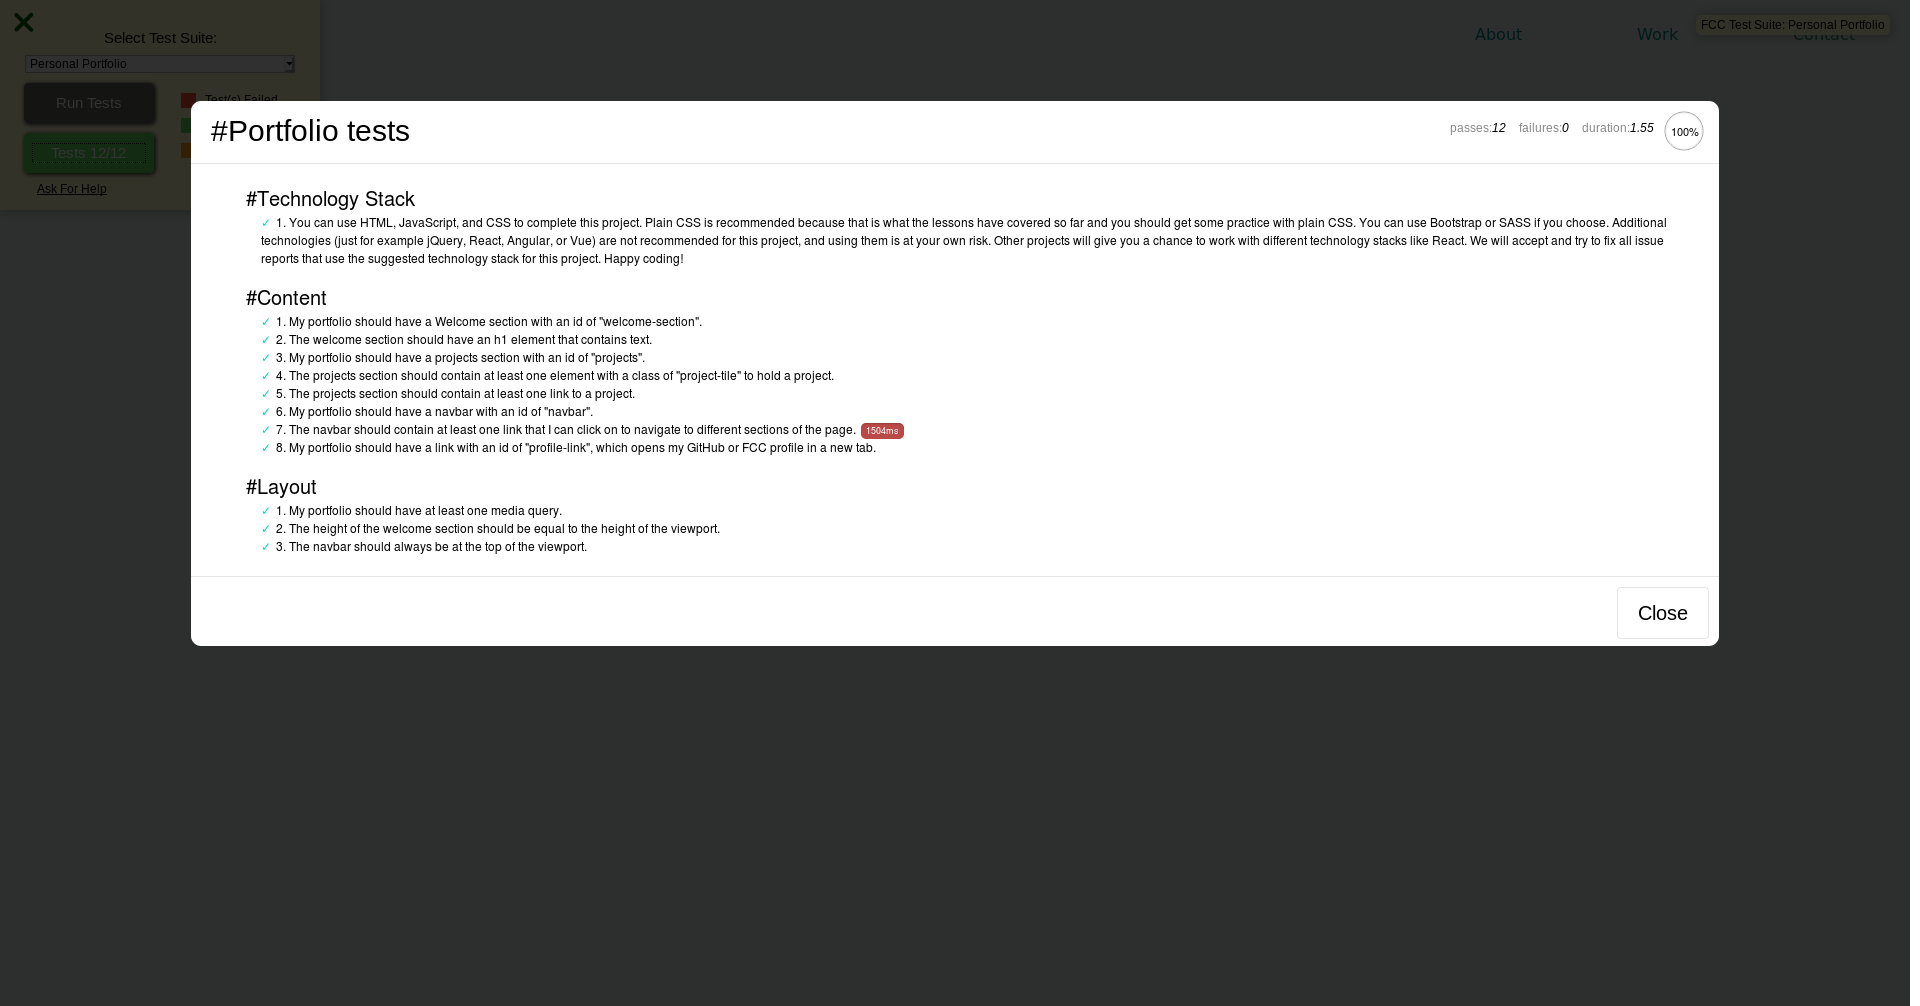 Select Test Suite:
Personal Portfolio
Run Tests
Test(s) Failed
Tests 12/12
Ask For Help
About
Work
Contact
FCC Test Suite: Personal Portfolio
#Portfolio tests
passes:12 failures:0 duration:1.55 100%
#Technology Stack
✓ 1. You can use HTML, JavaScript, and CSS to complete this project. Plain CSS is recommended because that is what the lessons have covered so far and you should get some practice with plain CSS. You can use Bootstrap or SASS if you choose. Additional
technologies (just for example jQuery, React, Angular, or Vue) are not recommended for this project, and using them is at your own risk. Other projects will give you a chance to work with different technology stacks like React. We will accept and try to fix all issue
reports that use the suggested technology stack for this project. Happy coding!
#Content
✓ 1. My portfolio should have a Welcome section with an id of "welcome-section".
✓ 2. The welcome section should have an h1 element that contains text.
✓ 3. My portfolio should have a projects section with an id of "projects".
✓ 4. The projects section should contain at least one element with a class of "project-tile" to hold a project.
✓ 5. The projects section should contain at least one link to a project.
✓ 6. My portfolio should have a navbar with an id of "navbar".
✓ 7. The navbar should contain at least one link that I can click on to navigate to different sections of the page. 1504ms
✓ 8. My portfolio should have a link with an id of "profile-link", which opens my GitHub or FCC profile in a new tab.
#Layout
✓ 1. My portfolio should have at least one media query.
✓ 2. The height of the welcome section should be equal to the height of the viewport.
✓ 3. The navbar should always be at the top of the viewport.
Close